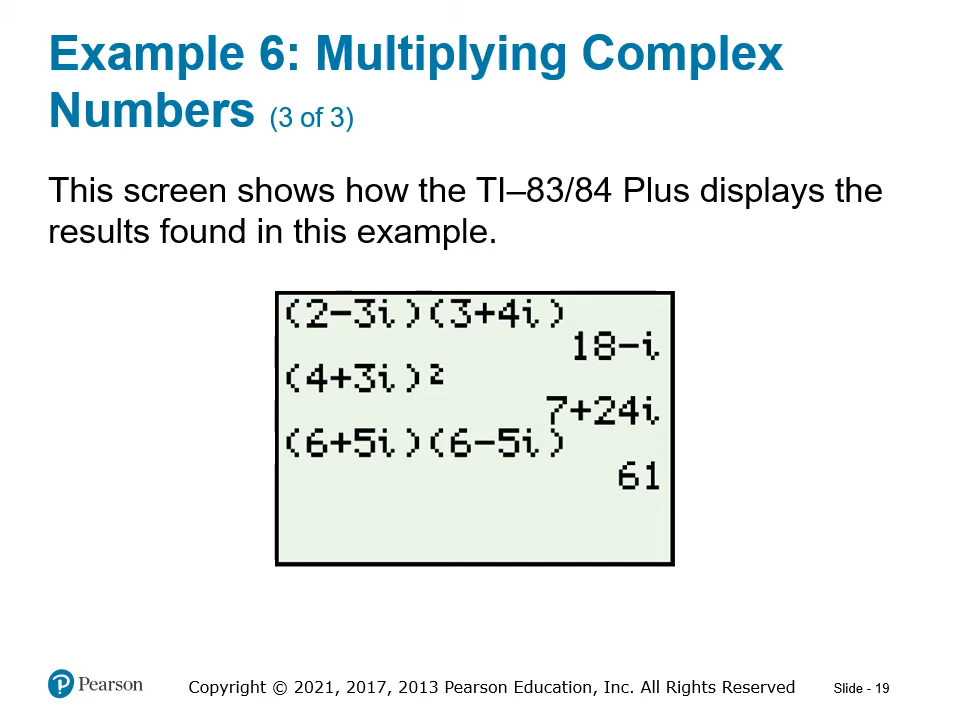 Example 6: Multiplying Complex
Numbers (3 of 3)
This screen shows how the TI–83/84 Plus displays the
results found in this example.
(2-3i)(3+4i)
18-i
(4+3i)²
7+24i
(6+5i)(6-5i)
61
Pearson
Copyright © 2021, 2017, 2013 Pearson Education, Inc. All Rights Reserved
Slide - 19